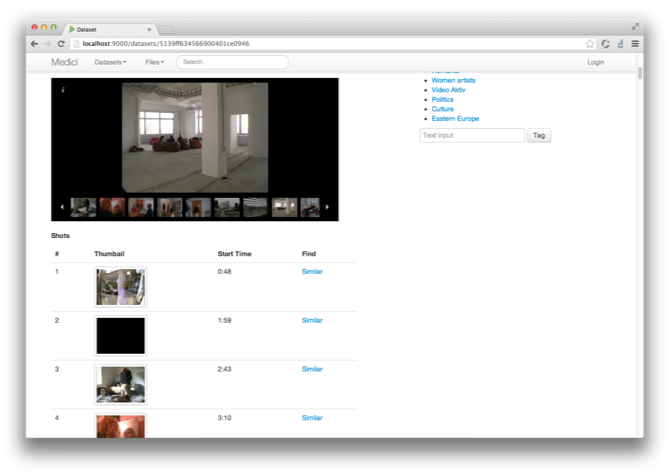 Dataset
localhost:9000/datasets/5139ff634566900401ce0946
Medici Datasets Files Search Login
i
Women artists
Video Aktiv
Politics
Culture
Eastern Europe
Text input Tag
Shots
# Thumbail Start Time Find
1 0:48 Similar
2 1:59 Similar
3 2:43 Similar
4 3:10 Similar